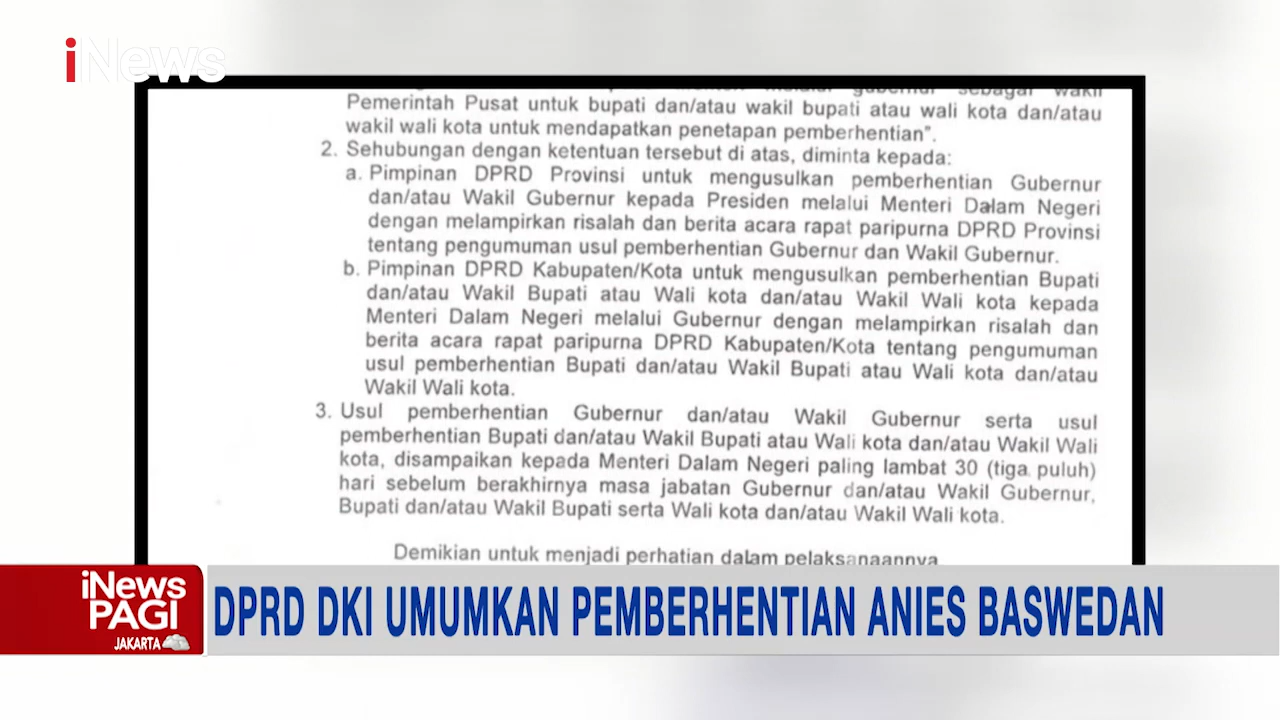 iNews
gubernur sebagai wakil
Pemerintah Pusat untuk bupati dan/atau wakil bupati atau wali kota dan/atau
wakil wali kota untuk mendapatkan penetapan pemberhentian".
2. Sehubungan dengan ketentuan tersebut di atas, diminta kepada:
a. Pimpinan DPRD Provinsi untuk mengusulkan pemberhentian Gubernur
dan/atau Wakil Gubernur kepada Presiden melalui Menteri Dalam Negeri
dengan melampirkan risalah dan berita acara rapat paripurna DPRD Provinsi
tentang pengumuman usul pemberhentian Gubernur dan Wakil Gubernur.
b. Pimpinan DPRD Kabupaten/Kota untuk mengusulkan pemberhentian Bupati
dan/atau Wakil Bupati atau Wali kota dan/atau Wakil Wali kota kepada
Menteri Dalam Negeri melalui Gubernur dengan melampirkan risalah dan
berita acara rapat paripurna DPRD Kabupaten/Kota tentang pengumuman
usul pemberhentian Bupati dan/atau Wakil Bupati atau Wali kota dan/atau
Wakil Wali kota.
3. Usul pemberhentian Gubernur dan/atau Wakil Gubernur serta usul
pemberhentian Bupati dan/atau Wakil Bupati atau Wali kota dan/atau Wakil Wali
kota, disampaikan kepada Menteri Dalam Negeri paling lambat 30 (tiga puluh)
hari sebelum berakhirnya masa jabatan Gubernur dan/atau Wakil Gubernur,
Bupati dan/atau Wakil Bupati serta Wali kota dan/atau Wakil Wali kota.
Demikian untuk menjadi perhatian dalam pelaksanaannya
iNews
PAGI
JAKARTA
DPRD DKI UMUMKAN PEMBERHENTIAN ANIES BASWEDAN